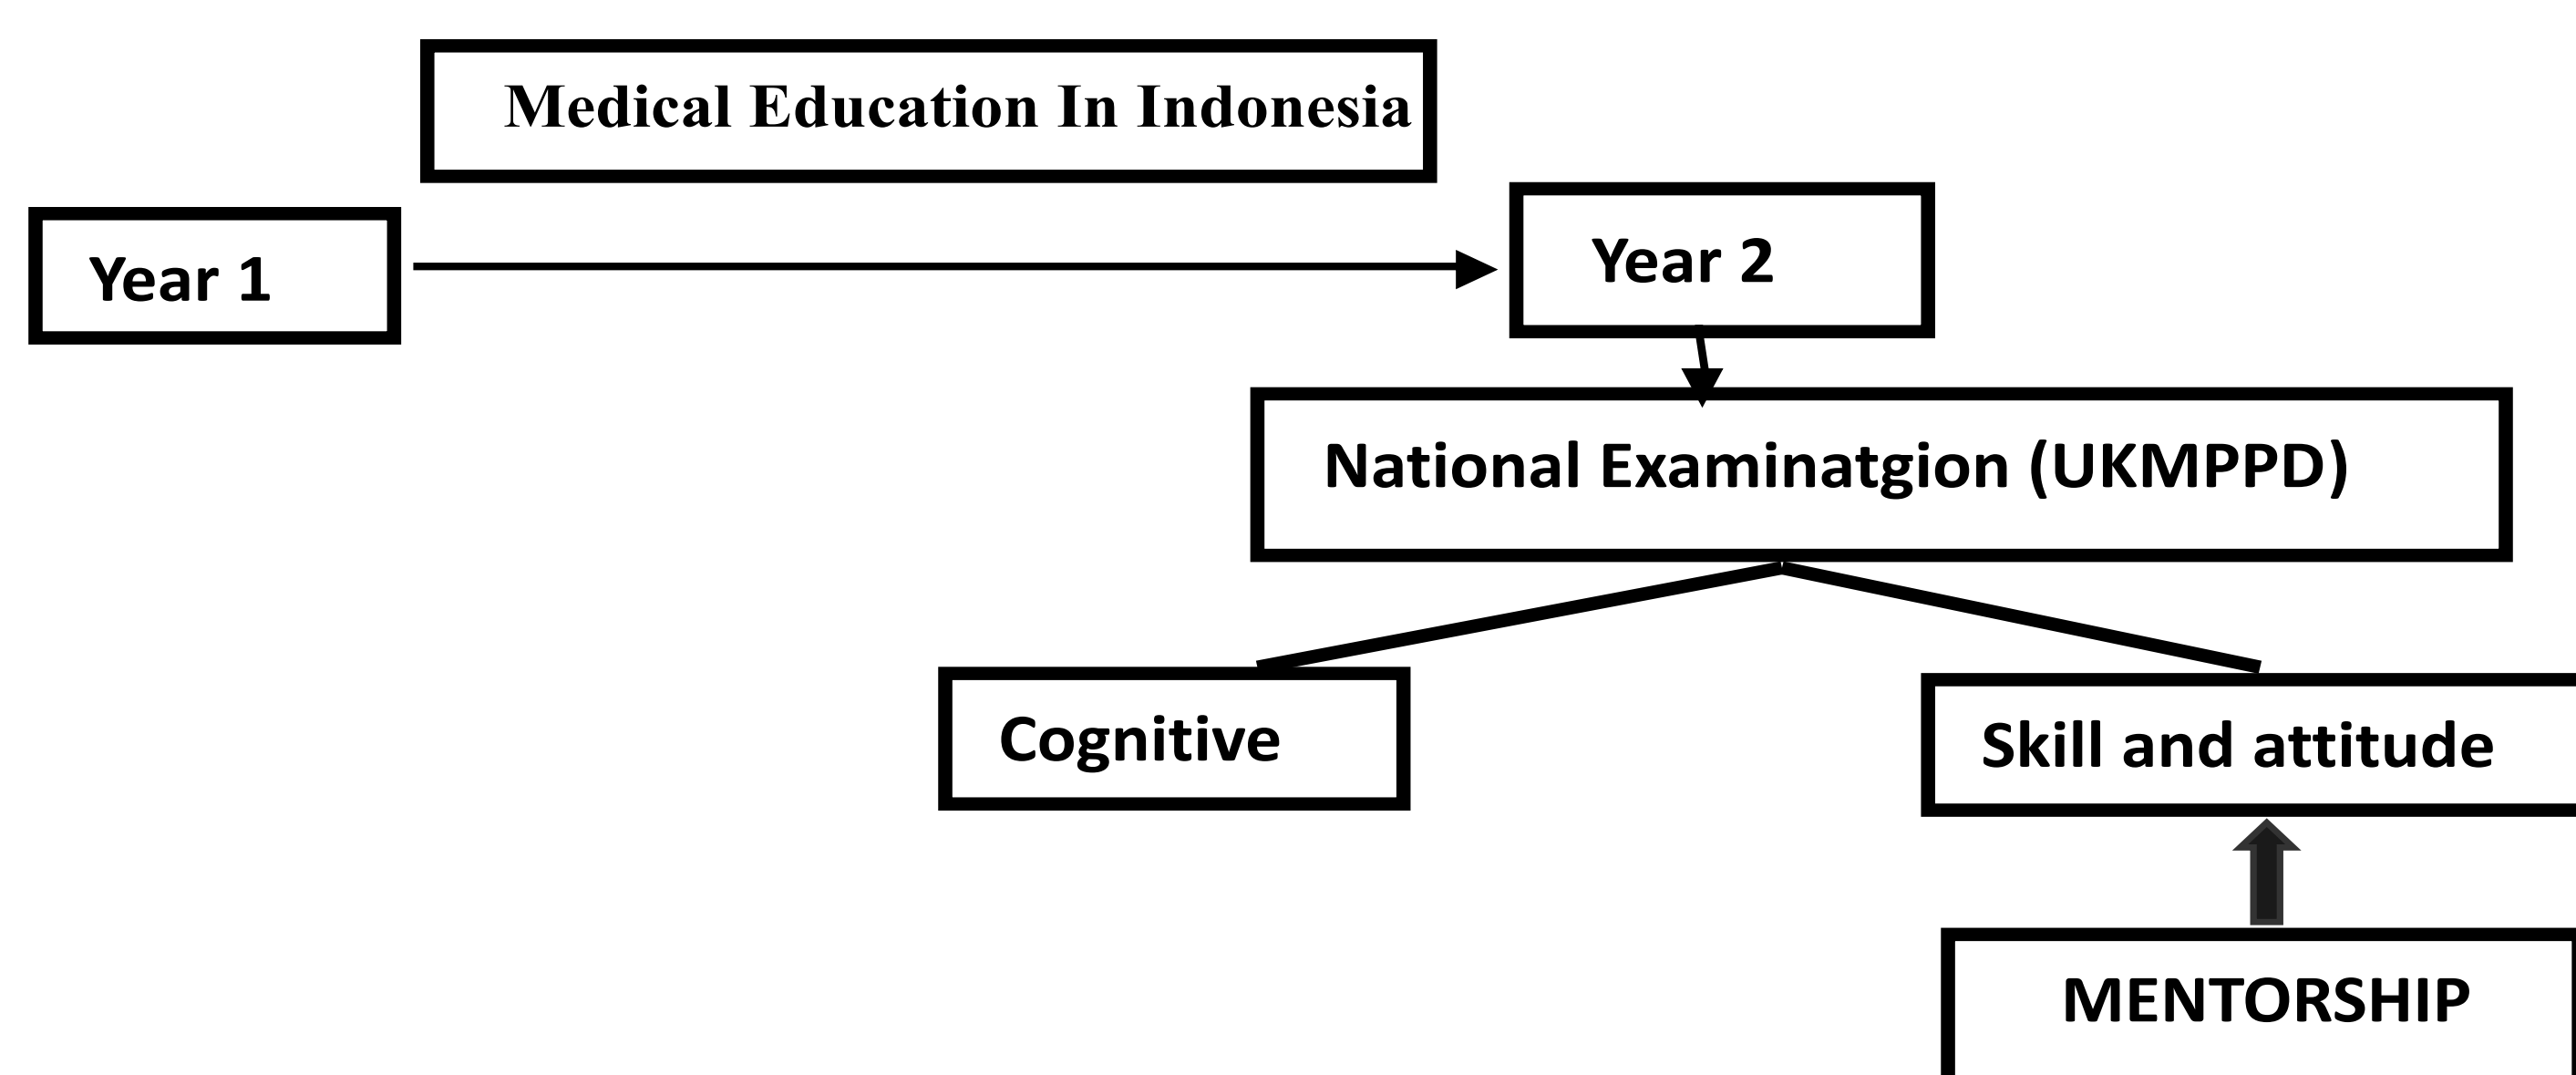 Medical Education In Indonesia
Year 1
Year 2
National Examinatgion (UKMPPD)
Cognitive
Skill and attitude
MENTORSHIP